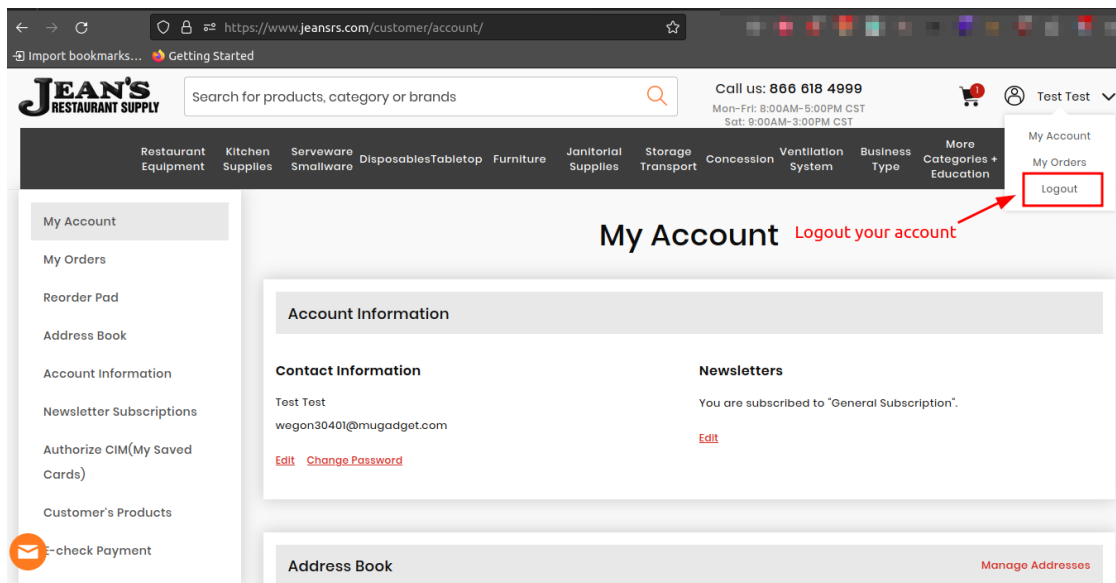 https://www.jeansrs.com/customer/account/
Import bookmarks... Getting Started
JEAN'S
RESTAURANT SUPPLY
Search for products, category or brands
Call us: 866 618 4999
Mon-Fri: 8:00AM-5:00PM CST
Sat: 9:00AM-3:00PM CST
1
Test Test
My Account
My Orders
Logout
Restaurant Equipment
Kitchen Supplies
Serveware Smallware
Disposables
Tabletop
Furniture
Janitorial Supplies
Storage Transport
Concession
Ventilation System
Business Type
More Categories + Education
Logout your account
My Account
My Orders
Reorder Pad
Address Book
Account Information
Newsletter Subscriptions
Authorize CIM(My Saved
Cards)
Customer's Products
E-check Payment
My Account
Account Information
Contact Information
Test Test
wegon30401@mugadget.com
Edit Change Password
Newsletters
You are subscribed to "General Subscription".
Edit
Address Book
Manage Addresses